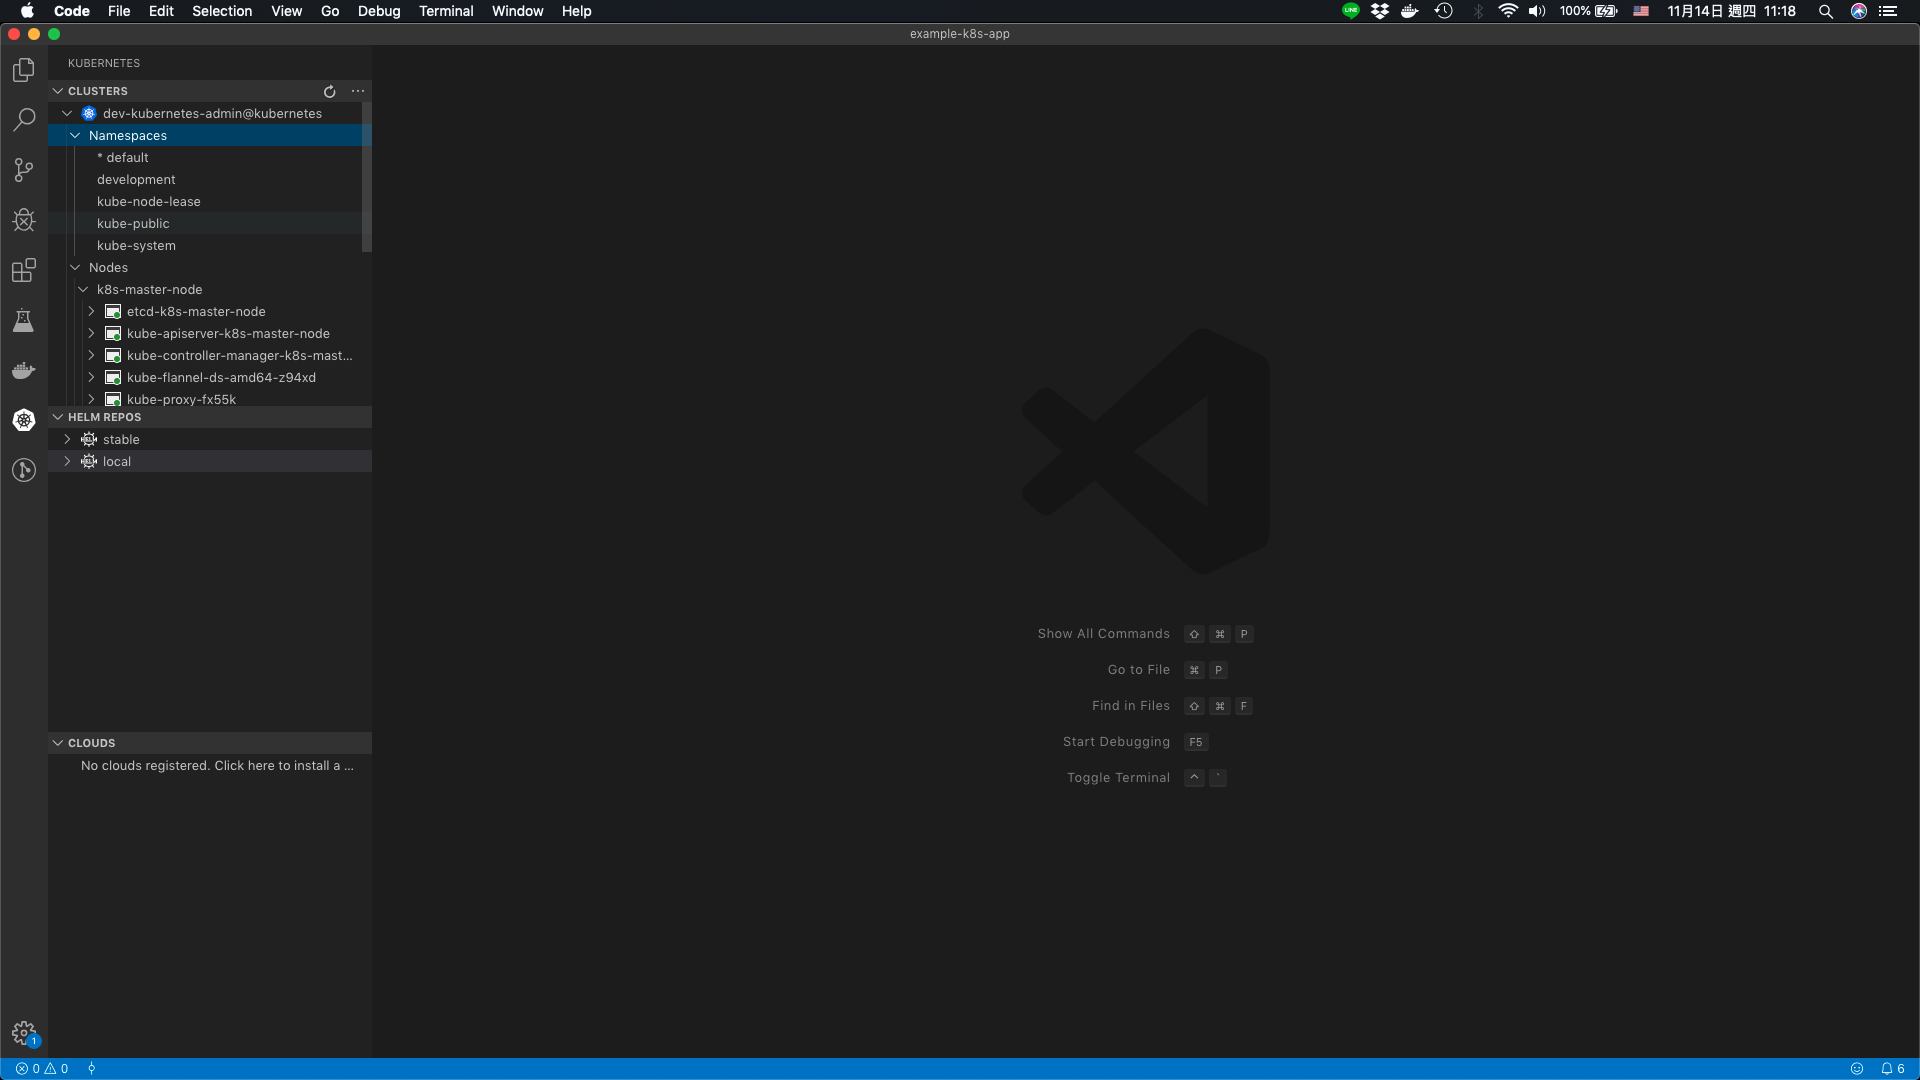 Code File Edit Selection View Go Debug Terminal Window Help LINE 100% 11月14日 週四 11:18
example-k8s-app
KUBERNETES
CLUSTERS
dev-kubernetes-admin@kubernetes
Namespaces
* default
development
kube-node-lease
kube-public
kube-system
Nodes
k8s-master-node
etcd-k8s-master-node
kube-apiserver-k8s-master-node
kube-controller-manager-k8s-mast...
kube-flannel-ds-amd64-z94xd
kube-proxy-fx55k
HELM REPOS
stable
local
Show All Commands ⇧ ⌘ P
Go to File ⌘ P
Find in Files ⇧ ⌘ F
Start Debugging F5
Toggle Terminal ^ `
CLOUDS
No clouds registered. Click here to install a ...
1
0 0 6